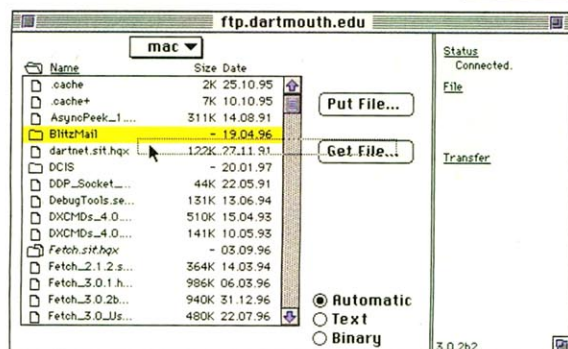 ftp.dartmouth.edu
mac
Name Size Date
.cache 2K 25.10.95
.cache+ 7K 10.10.95
AsyncPeek_1.... 311K 14.08.91
BlitzMail - 19.04.96
dartnet.sit.hqx 122K 27.11.91
DCIS - 20.01.97
DDP_Socket_... 44K 22.05.91
DebugTools.se... 131K 13.06.94
DXCMDs_4.0.... 510K 15.04.93
DXCMDs_4.0.... 141K 10.05.93
Fetch.sit.hqx - 03.09.96
Fetch_2.1.2.s... 364K 14.03.94
Fetch_3.0.1.h... 986K 06.03.96
Fetch_3.0.2b... 940K 31.12.96
Fetch_3.0_Us... 480K 22.07.96
Put File...
Get File...
Automatic
Text
Binary
Status
Connected.
File
Transfer
3.0.2b2